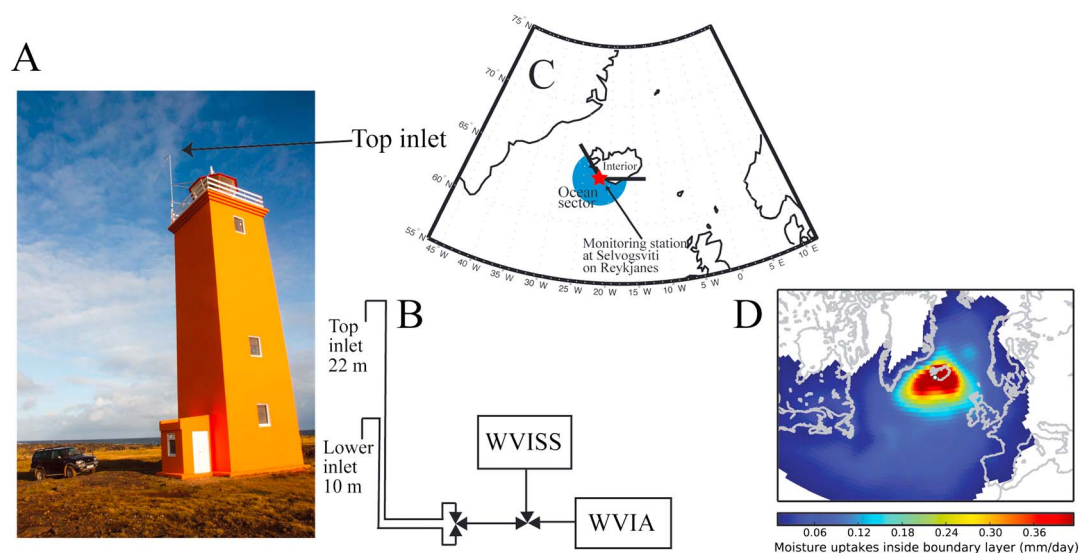 A
Top inlet
B
Top
inlet
22 m
Lower
inlet
10 m
WVISS
WVIA
C
75° N
70° N
65° N
60° N
55° N
45° W
40° W
35° W
30° W
25° W
20° W
15° W
10° W
5° W
0°
5° E
10° E
Interior
Ocean
sector
Monitoring station
at Selvogsviti
on Reykjanes
D
0.06 0.12 0.18 0.24 0.30 0.36
Moisture uptakes inside boundary layer (mm/day)